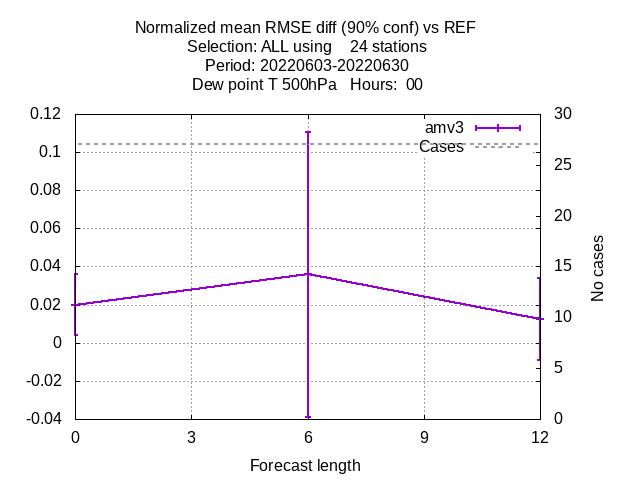 Normalized mean RMSE diff (90% conf) vs REF
Selection: ALL using    24 stations
Period: 20220603-20220630
Dew point T 500hPa   Hours:  00
0.12
0.1
0.08
0.06
0.04
0.02
0
-0.02
-0.04
amv3
Cases
30
25
20
15
10
5
0
No cases
0 3 6 9 12
Forecast length